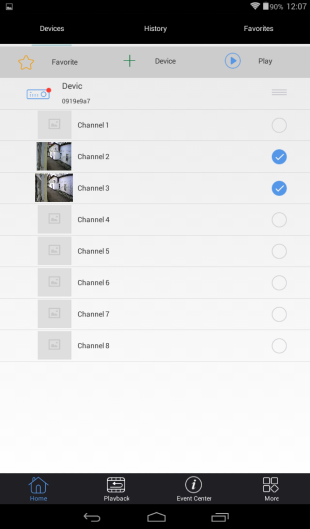 90% 12:07
Devices History Favorites
Favorite Device Play
Devic
0919e9a7
Channel 1
Channel 2
Channel 3
Channel 4
Channel 5
Channel 6
Channel 7
Channel 8
Home Playback Event Center More